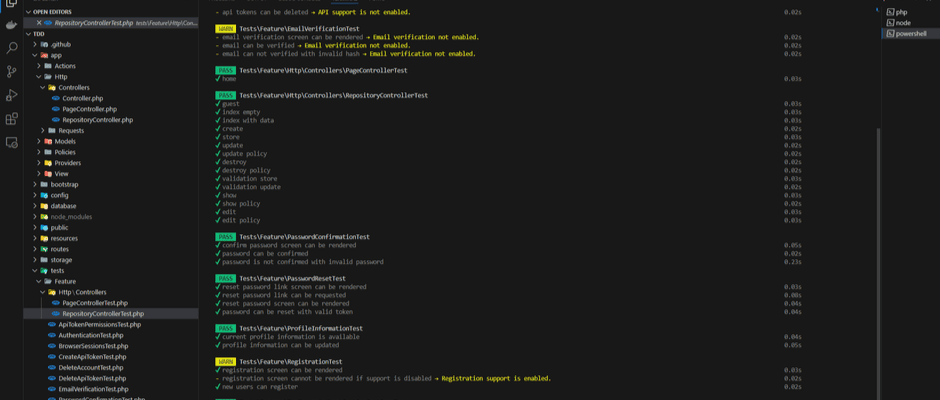 OPEN EDITORS
RepositoryControllerTest.php tests\Feature\Http\Con...
TDD
.github
app
Actions
Http
Controllers
Controller.php
PageController.php
RepositoryController.php
Requests
Models
Policies
Providers
View
bootstrap
config
database
node_modules
public
resources
routes
storage
tests
Feature
Http \ Controllers
PageControllerTest.php
RepositoryControllerTest.php
ApiTokenPermissionsTest.php
AuthenticationTest.php
BrowserSessionsTest.php
CreateApiTokenTest.php
DeleteAccountTest.php
DeleteApiTokenTest.php
EmailVerificationTest.php
PasswordConfirmationTest.php
- api tokens can be deleted → API support is not enabled. 0.02s
WARN Tests\Feature\EmailVerificationTest
- email verification screen can be rendered → Email verification not enabled. 0.02s
- email can be verified → Email verification not enabled. 0.02s
- email can not verified with invalid hash → Email verification not enabled. 0.02s
PASS Tests\Feature\Http\Controllers\PageControllerTest
✓ home 0.03s
PASS Tests\Feature\Http\Controllers\RepositoryControllerTest
✓ guest 0.03s
✓ index empty 0.03s
✓ index with data 0.03s
✓ create 0.02s
✓ store 0.03s
✓ update 0.02s
✓ update policy 0.02s
✓ destroy 0.03s
✓ destroy policy 0.02s
✓ validation store 0.03s
✓ validation update 0.02s
✓ show 0.03s
✓ show policy 0.02s
✓ edit 0.03s
✓ edit policy 0.03s
PASS Tests\Feature\PasswordConfirmationTest
✓ confirm password screen can be rendered 0.05s
✓ password can be confirmed 0.02s
✓ password is not confirmed with invalid password 0.23s
PASS Tests\Feature\PasswordResetTest
✓ reset password link screen can be rendered 0.03s
✓ reset password link can be requested 0.08s
✓ reset password screen can be rendered 0.04s
✓ password can be reset with valid token 0.04s
PASS Tests\Feature\ProfileInformationTest
✓ current profile information is available 0.04s
✓ profile information can be updated 0.05s
WARN Tests\Feature\RegistrationTest
✓ registration screen can be rendered 0.03s
- registration screen cannot be rendered if support is disabled → Registration support is enabled. 0.02s
✓ new users can register 0.02s
php
node
powershell